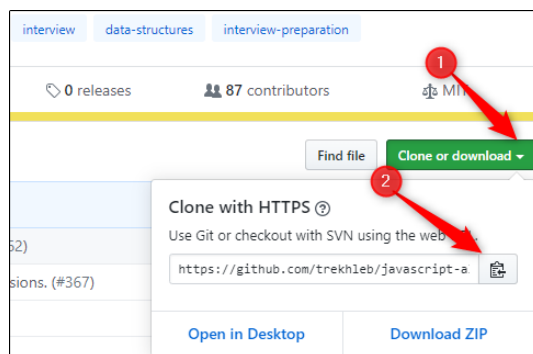 interview data-structures interview-preparation
0 releases 87 contributors MIT
1
Find file Clone or download
2
Clone with HTTPS
Use Git or checkout with SVN using the web
https://github.com/trekhleb/javascript-a
52)
sions. (#367)
Open in Desktop Download ZIP